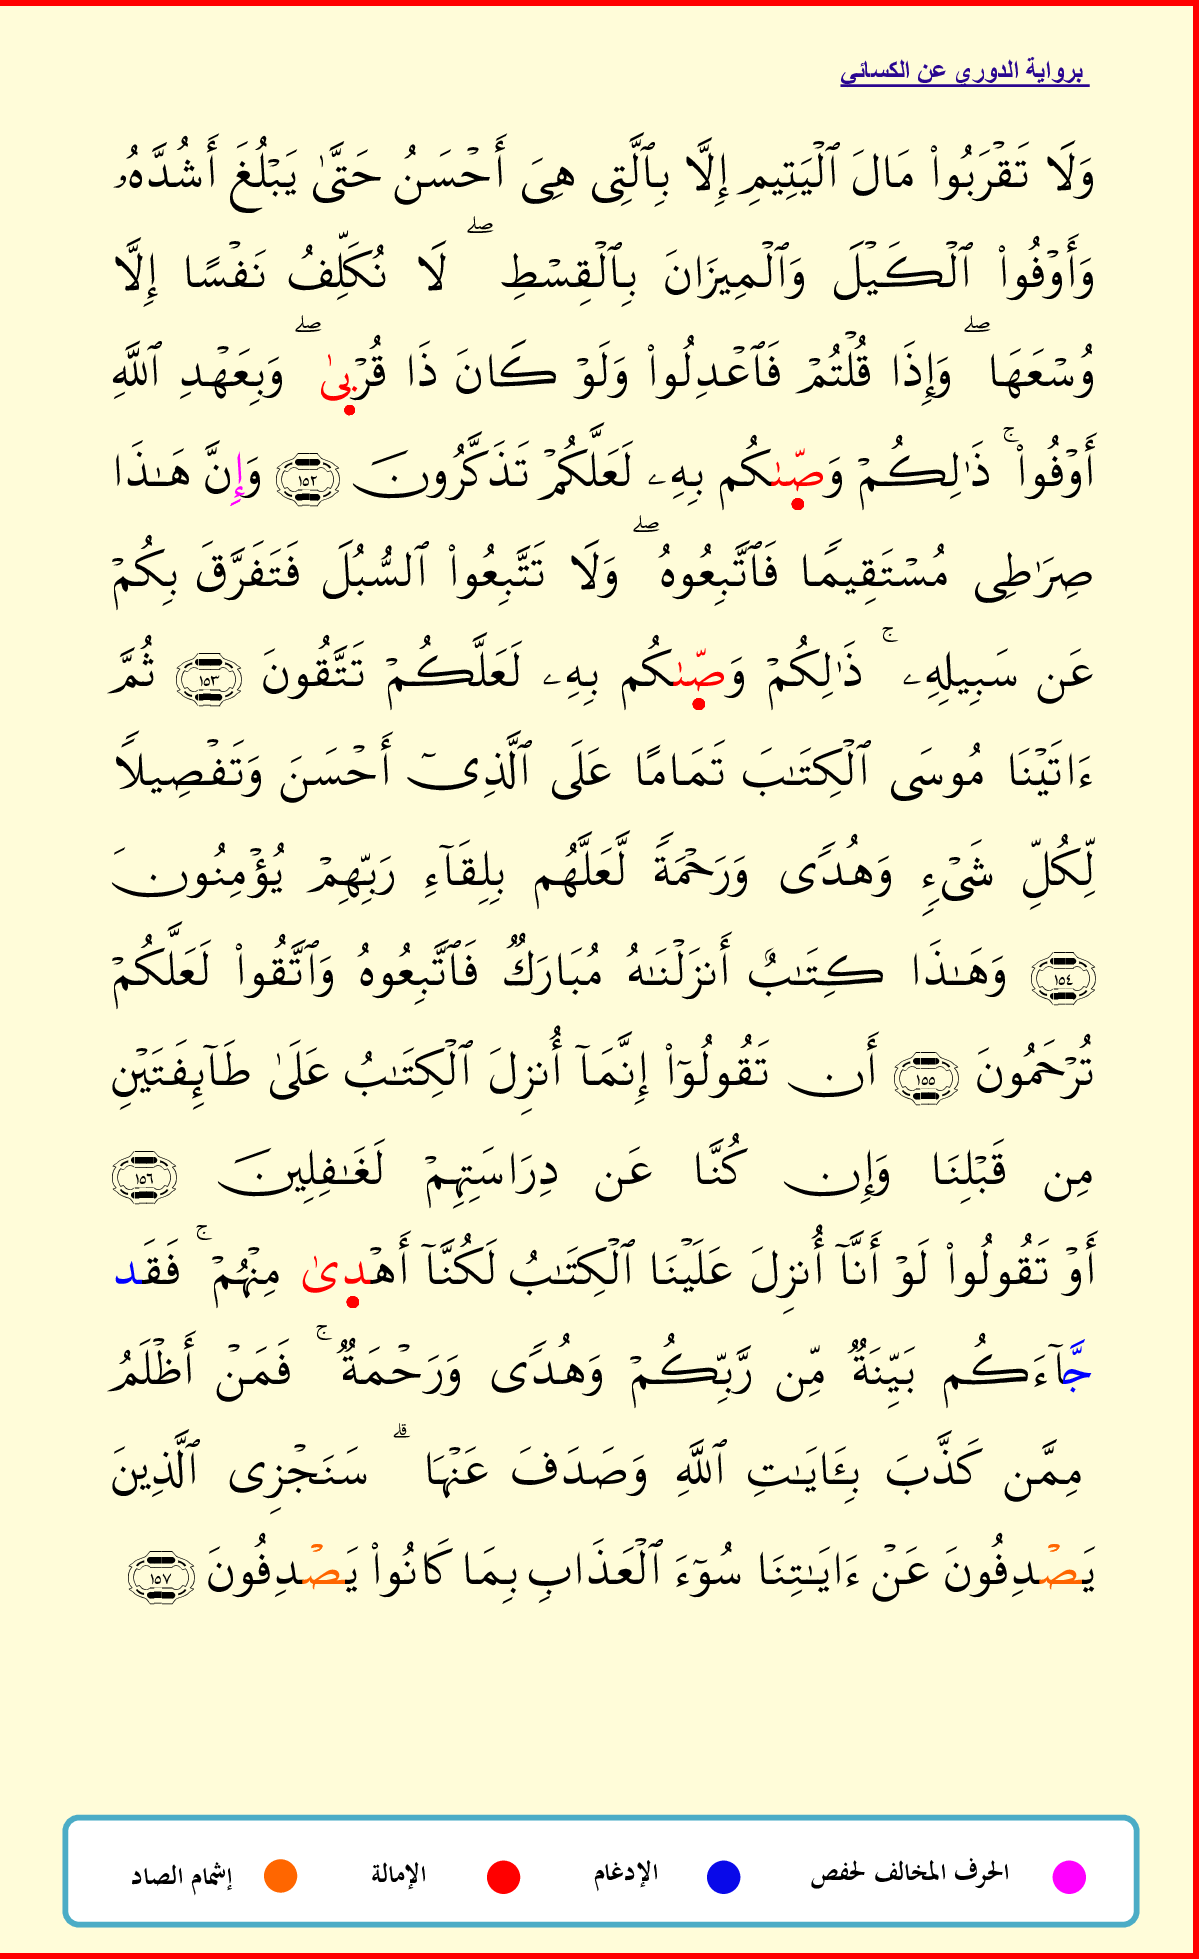 برواية الدوري عن الكسائي
وَلَا تَقْرَبُوا۟ مَالَ ٱلْيَتِيمِ إِلَّا بِٱلَّتِى هِىَ أَحْسَنُ حَتَّىٰ يَبْلُغَ أَشُدَّهُۥ
وَأَوْفُوا۟ ٱلْكَيْلَ وَٱلْمِيزَانَ بِٱلْقِسْطِ ۖ لَا نُكَلِّفُ نَفْسًا إِلَّا
وُسْعَهَا ۖ وَإِذَا قُلْتُمْ فَٱعْدِلُوا۟ وَلَوْ كَانَ ذَا قُرْبىٰ ۖ وَبِعَهْدِ ٱللَّهِ
أَوْفُوا۟ ۚ ذَٰلِكُمْ وَصّىٰكُم بِهِۦ لَعَلَّكُمْ تَذَكَّرُونَ ١٥٢ وَإِنَّ هَـٰذَا
صِرَٰطِى مُسْتَقِيمًا فَٱتَّبِعُوهُ ۖ وَلَا تَتَّبِعُوا۟ ٱلسُّبُلَ فَتَفَرَّقَ بِكُمْ
عَن سَبِيلِهِۦ ۚ ذَٰلِكُمْ وَصّىٰكُم بِهِۦ لَعَلَّكُمْ تَتَّقُونَ ١٥٣ ثُمَّ
ءَاتَيْنَا مُوسَى ٱلْكِتَـٰبَ تَمَامًا عَلَى ٱلَّذِىٓ أَحْسَنَ وَتَفْصِيلًا
لِّكُلِّ شَىْءٍ وَهُدًى وَرَحْمَةً لَّعَلَّهُم بِلِقَآءِ رَبِّهِمْ يُؤْمِنُونَ
١٥٤ وَهَـٰذَا كِتَـٰبٌ أَنزَلْنَـٰهُ مُبَارَكٌ فَٱتَّبِعُوهُ وَٱتَّقُوا۟ لَعَلَّكُمْ
تُرْحَمُونَ ١٥٥ أَن تَقُولُوٓا۟ إِنَّمَآ أُنزِلَ ٱلْكِتَـٰبُ عَلَىٰ طَآئِفَتَيْنِ
مِن قَبْلِنَا وَإِن كُنَّا عَن دِرَاسَتِهِمْ لَغَـٰفِلِينَ ١٥٦
أَوْ تَقُولُوا۟ لَوْ أَنَّآ أُنزِلَ عَلَيْنَا ٱلْكِتَـٰبُ لَكُنَّآ أَهْدىٰ مِنْهُمْ ۚ فَقَد
جَّآءَكُم بَيِّنَةٌ مِّن رَّبِّكُمْ وَهُدًى وَرَحْمَةٌ ۚ فَمَنْ أَظْلَمُ
مِمَّن كَذَّبَ بِـَٔايَـٰتِ ٱللَّهِ وَصَدَفَ عَنْهَا ۗ سَنَجْزِى ٱلَّذِينَ
يَصْدِفُونَ عَنْ ءَايَـٰتِنَا سُوٓءَ ٱلْعَذَابِ بِمَا كَانُوا۟ يَصْدِفُونَ ١٥٧
الحرف المخالف لحفص الإدغام الإمالة إشمام الصاد